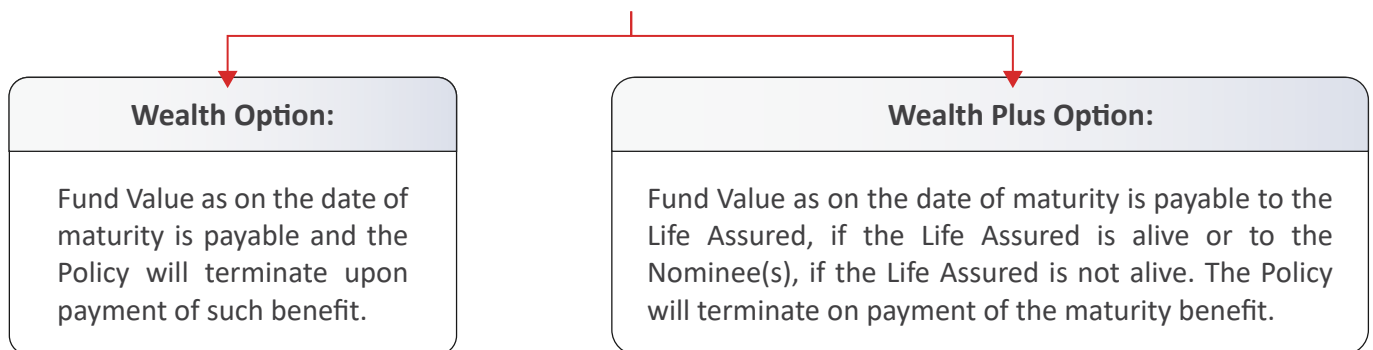 Wealth Option:
Fund Value as on the date of
maturity is payable and the
Policy will terminate upon
payment of such benefit.
Wealth Plus Option:
Fund Value as on the date of maturity is payable to the
Life Assured, if the Life Assured is alive or to the
Nominee(s), if the Life Assured is not alive. The Policy
will terminate on payment of the maturity benefit.